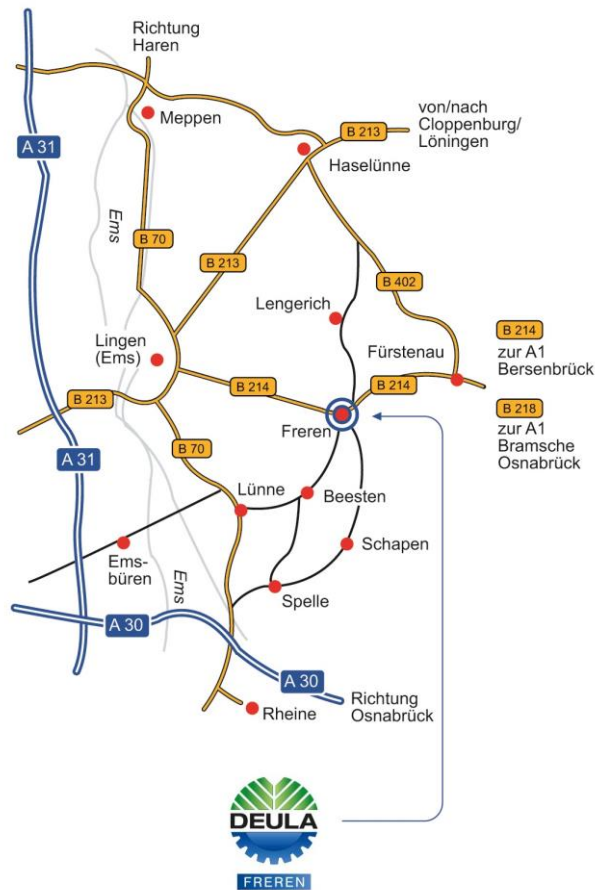 Richtung
Haren
Meppen
A 31
B 213
von/nach
Cloppenburg/
Löningen
Haselünne
Ems
B 70
B 213
B 402
Lengerich
Lingen
(Ems)
Fürstenau
B 214
zur A1
Bersenbrück
B 213
B 214
B 214
B 218
zur A1
Bramsche
Osnabrück
Freren
A 31
B 70
Lünne
Beesten
Schapen
Ems-
büren
Ems
Spelle
A 30
A 30
Richtung
Osnabrück
Rheine
DEULA
FREREN